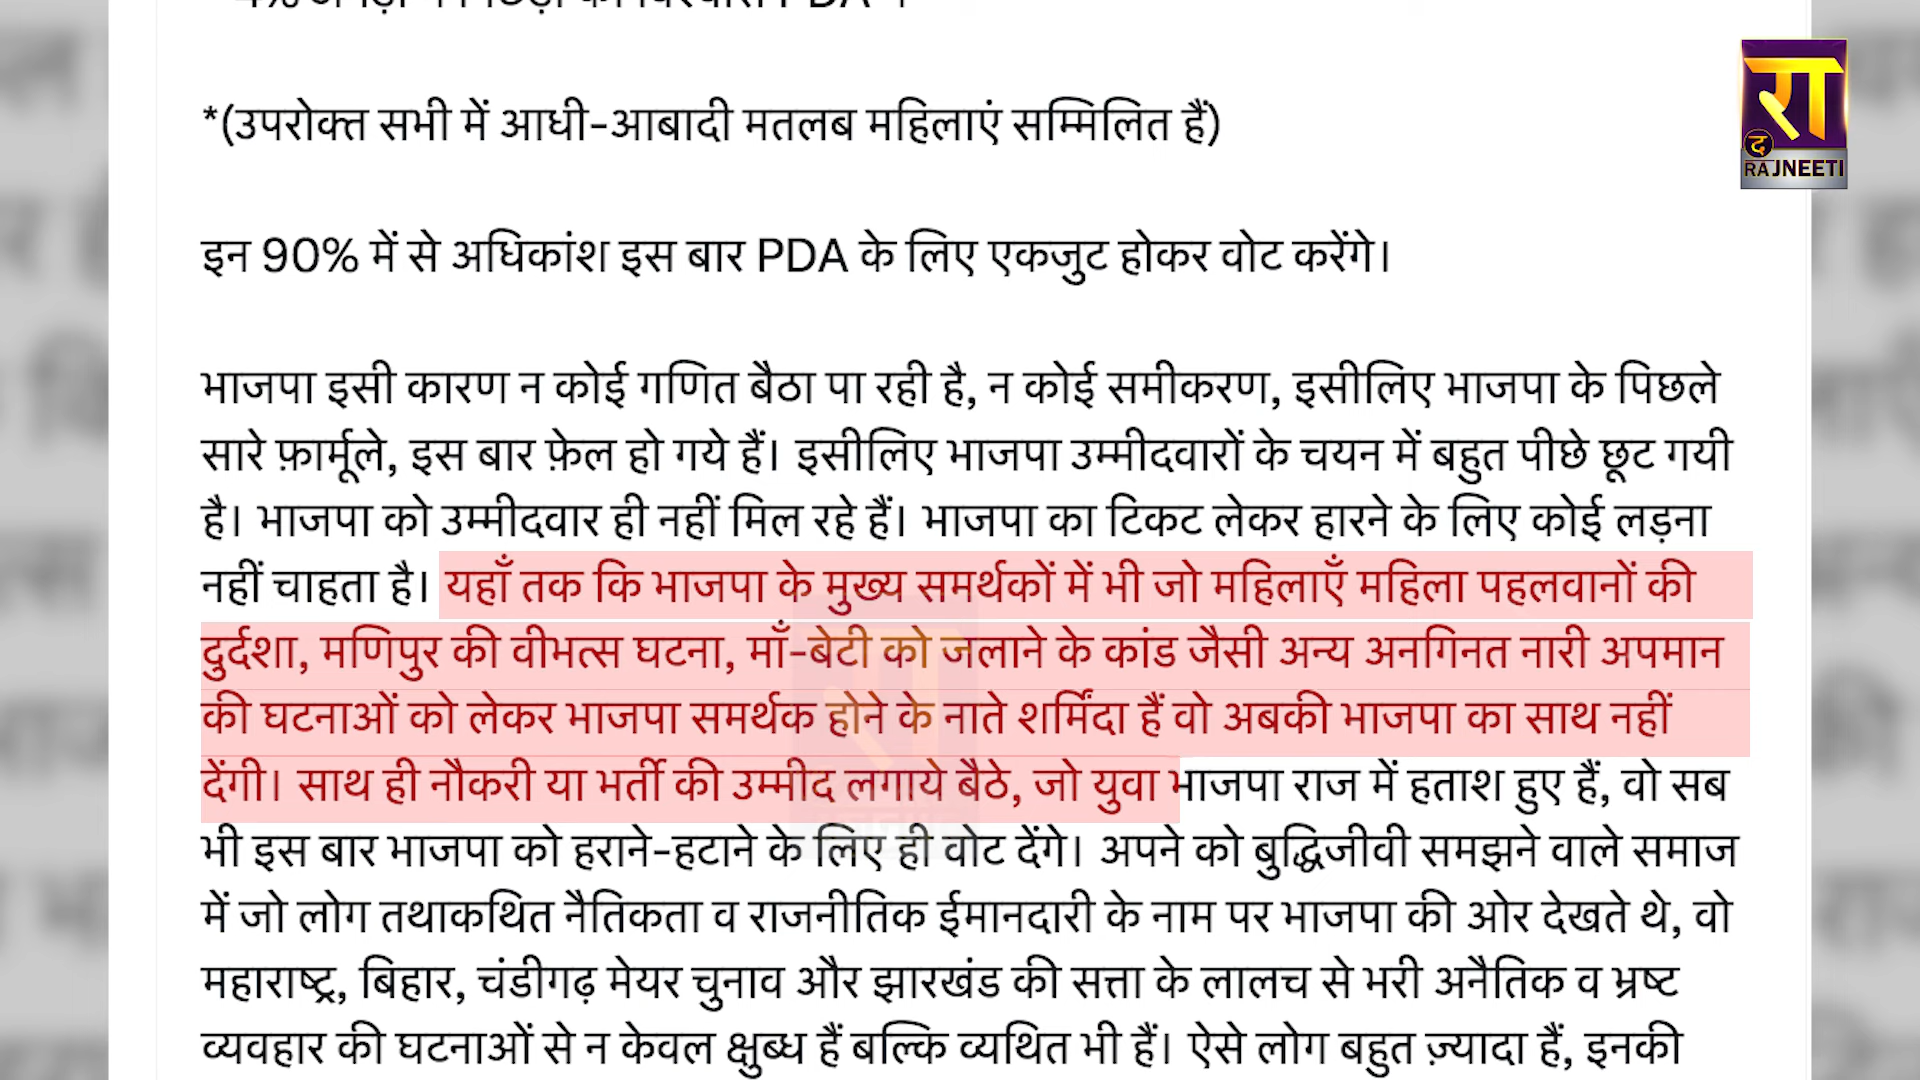 *(उपरोक्त सभी में आधी-आबादी मतलब महिलाएं सम्मिलित हैं)
रा
द
RAJNEETI
इन 90% में से अधिकांश इस बार PDA के लिए एकजुट होकर वोट करेंगे।
भाजपा इसी कारण न कोई गणित बैठा पा रही है, न कोई समीकरण, इसीलिए भाजपा के पिछले
सारे फ़ार्मूले, इस बार फ़ेल हो गये हैं। इसीलिए भाजपा उम्मीदवारों के चयन में बहुत पीछे छूट गयी
है। भाजपा को उम्मीदवार ही नहीं मिल रहे हैं। भाजपा का टिकट लेकर हारने के लिए कोई लड़ना
नहीं चाहता है। यहाँ तक कि भाजपा के मुख्य समर्थकों में भी जो महिलाएँ महिला पहलवानों की
दुर्दशा, मणिपुर की वीभत्स घटना, माँ-बेटी को जलाने के कांड जैसी अन्य अनगिनत नारी अपमान
की घटनाओं को लेकर भाजपा समर्थक होने के नाते शर्मिंदा हैं वो अबकी भाजपा का साथ नहीं
देंगी। साथ ही नौकरी या भर्ती की उम्मीद लगाये बैठे, जो युवा भाजपा राज में हताश हुए हैं, वो सब
भी इस बार भाजपा को हराने-हटाने के लिए ही वोट देंगे। अपने को बुद्धिजीवी समझने वाले समाज
में जो लोग तथाकथित नैतिकता व राजनीतिक ईमानदारी के नाम पर भाजपा की ओर देखते थे, वो
महाराष्ट्र, बिहार, चंडीगढ़ मेयर चुनाव और झारखंड की सत्ता के लालच से भरी अनैतिक व भ्रष्ट
व्यवहार की घटनाओं से न केवल क्षुब्ध हैं बल्कि व्यथित भी हैं। ऐसे लोग बहुत ज़्यादा हैं, इनकी